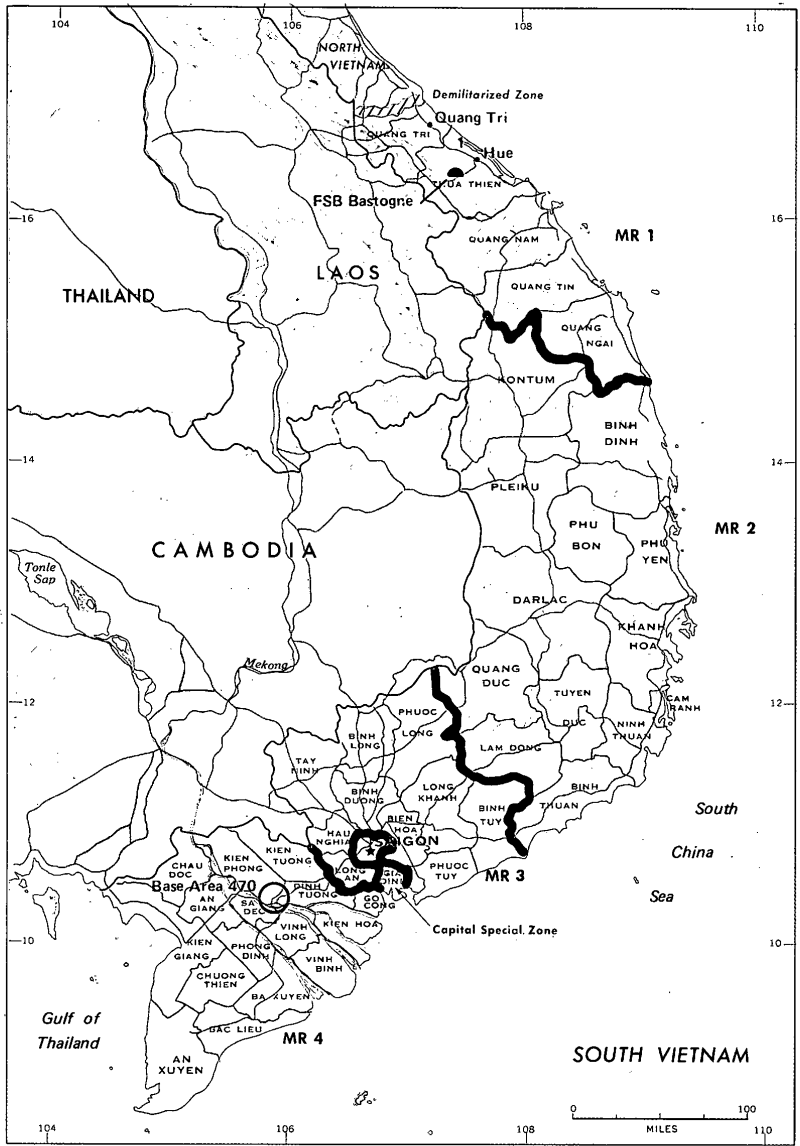 104
106
108
110
NORTH
VIETNAM
Demilitarized Zone
Quang Tri
QUANG TRI
Hue
THUA THIEN
FSB Bastogne
16
16
MR 1
QUANG NAM
LAOS
THAILAND
QUANG TIN
QUANG
NGAI
KONTUM
BINH
DINH
14
14
PLEIKU
MR 2
PHU
BON
PHU
YEN
CAMBODIA
Tonle
Sap
DARLAC
KHANH
HOA
Mekong
QUANG
DUC
12
12
TUYEN
DUC
CAM
RANH
NINH
THUAN
PHUOC
LONG
BINH
LONG
LAM DONG
TAY
NINH
BINH
DUONG
LONG
KHANH
BINH
TUY
BINH
THUAN
BIEN
HOA
HAU
NGHIA
SAIGON
South
China
Sea
CHAU
DOC
KIEN
PHONG
KIEN
TUONG
LONG
AN
GIA
DINH
PHUOC
TUY
MR 3
Base Area 470
AN
GIANG
SA
DEC
DINH
TUONG
GO
CONG
Capital Special Zone
KIEN HOA
VINH
LONG
10
10
KIEN
GIANG
PHONG
DINH
VINH
BINH
CHUONG
THIEN
BA XUYEN
Gulf of
Thailand
BAC LIEU
MR 4
AN
XUYEN
SOUTH VIETNAM
0
100
MILES
104
106
108
110